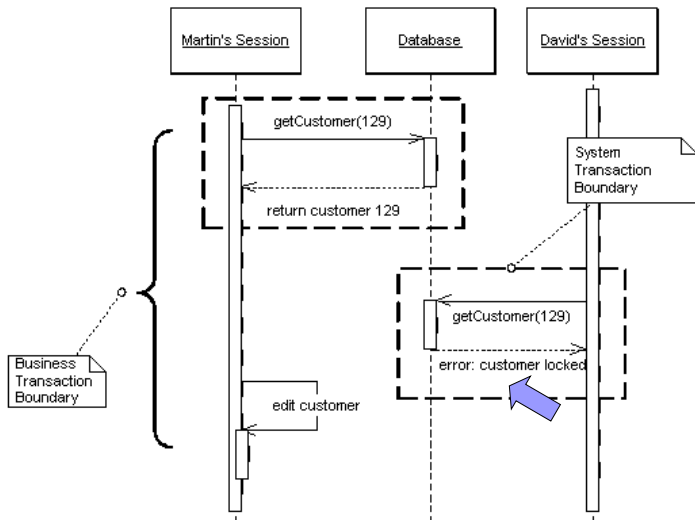 Martin's Session
Database
David's Session
getCustomer(129)
System
Transaction
Boundary
return customer 129
getCustomer(129)
error: customer locked
Business
Transaction
Boundary
edit customer